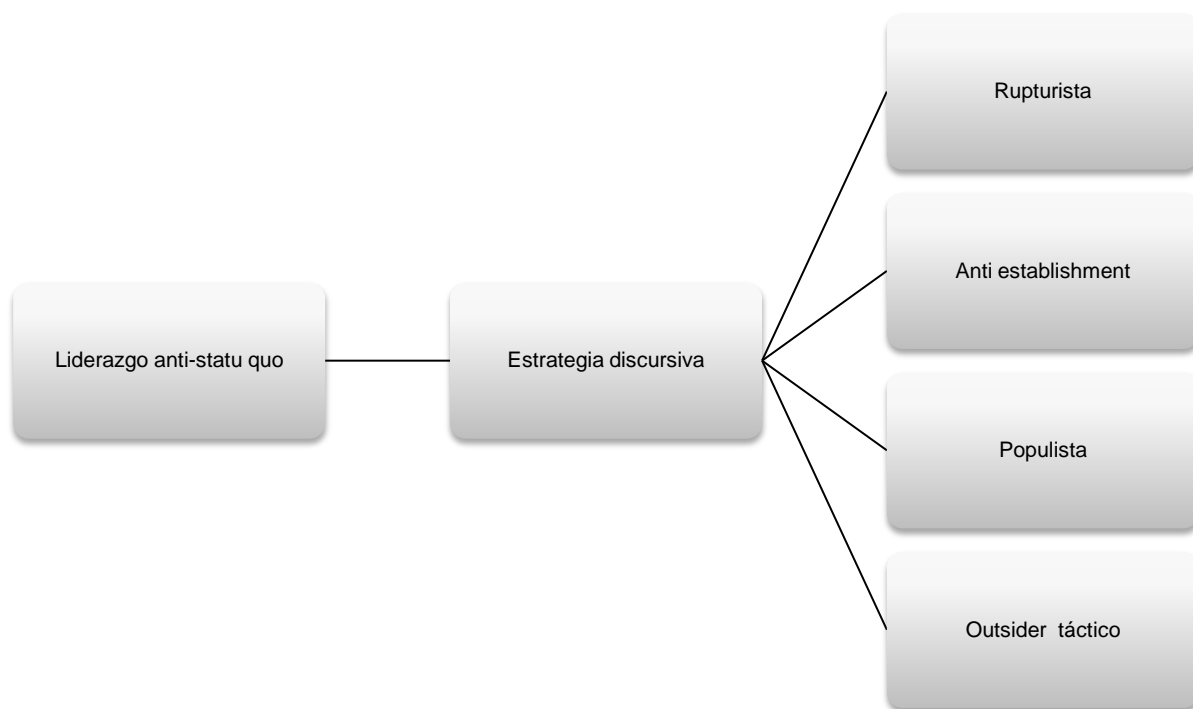 Rupturista
Anti establishment
Liderazgo anti-statu quo
Estrategia discursiva
Populista
Outsider táctico